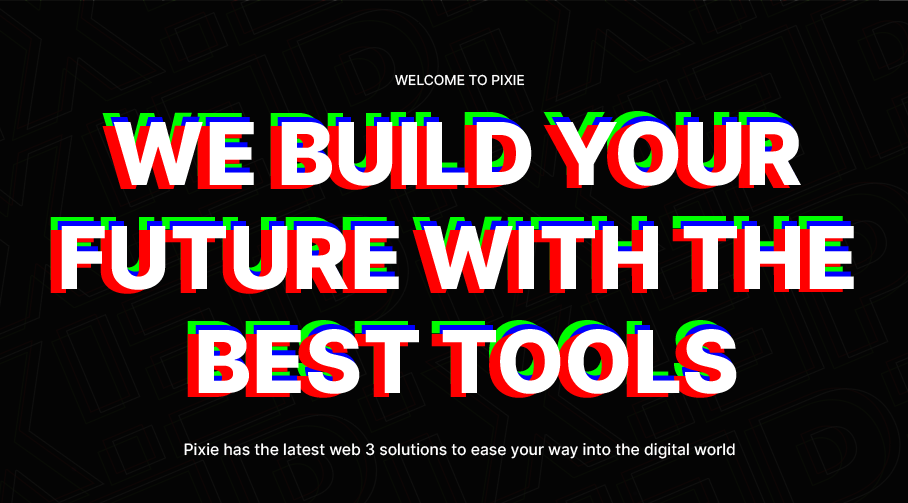 WELCOME TO PIXIE
WE BUILD YOUR
FUTURE WITH THE
BEST TOOLS
Pixie has the latest web 3 solutions to ease your way into the digital world